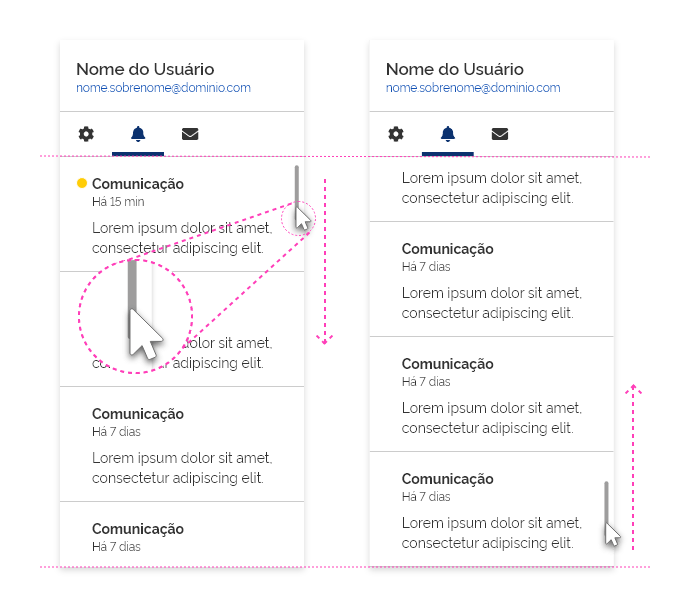 Nome do Usuário
nome.sobrenome@dominio.com
Comunicação
Há 15 min
Lorem ipsum dolor sit amet,
consectetur adipiscing elit.
dolor sit amet,
adipiscing elit.
Comunicação
Há 7 dias
Lorem ipsum dolor sit amet,
consectetur adipiscing elit.
Comunicação
Há 7 dias
Nome do Usuário
nome.sobrenome@dominio.com
Lorem ipsum dolor sit amet,
consectetur adipiscing elit.
Comunicação
Há 7 dias
Lorem ipsum dolor sit amet,
consectetur adipiscing elit.
Comunicação
Há 7 dias
Lorem ipsum dolor sit amet,
consectetur adipiscing elit.
Comunicação
Há 7 dias
Lorem ipsum dolor sit amet,
consectetur adipiscing elit.